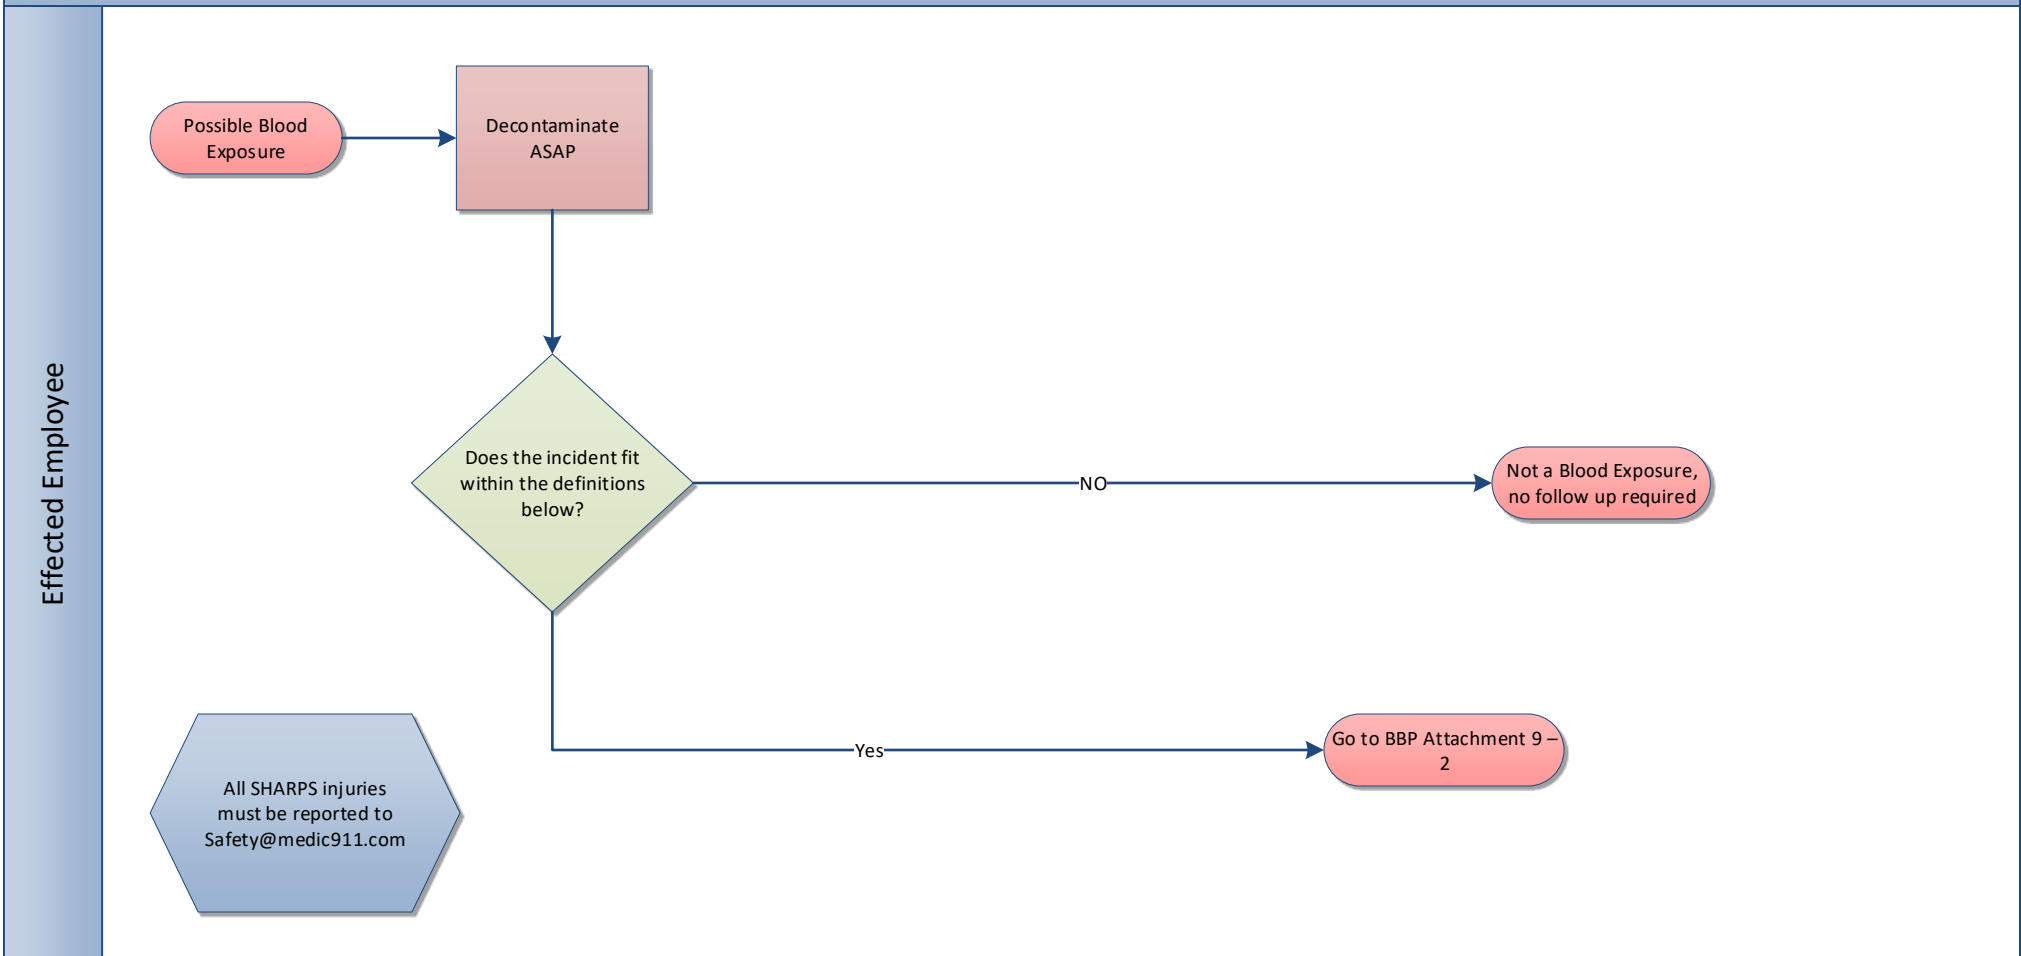 Effected Employee
Possible Blood
Exposure
Decontaminate
ASAP
Does the incident fit
within the definitions
below?
NO
Not a Blood Exposure,
no follow up required
Yes
Go to BBP Attachment 9 –
2
All SHARPS injuries
must be reported to
Safety@medic911.com